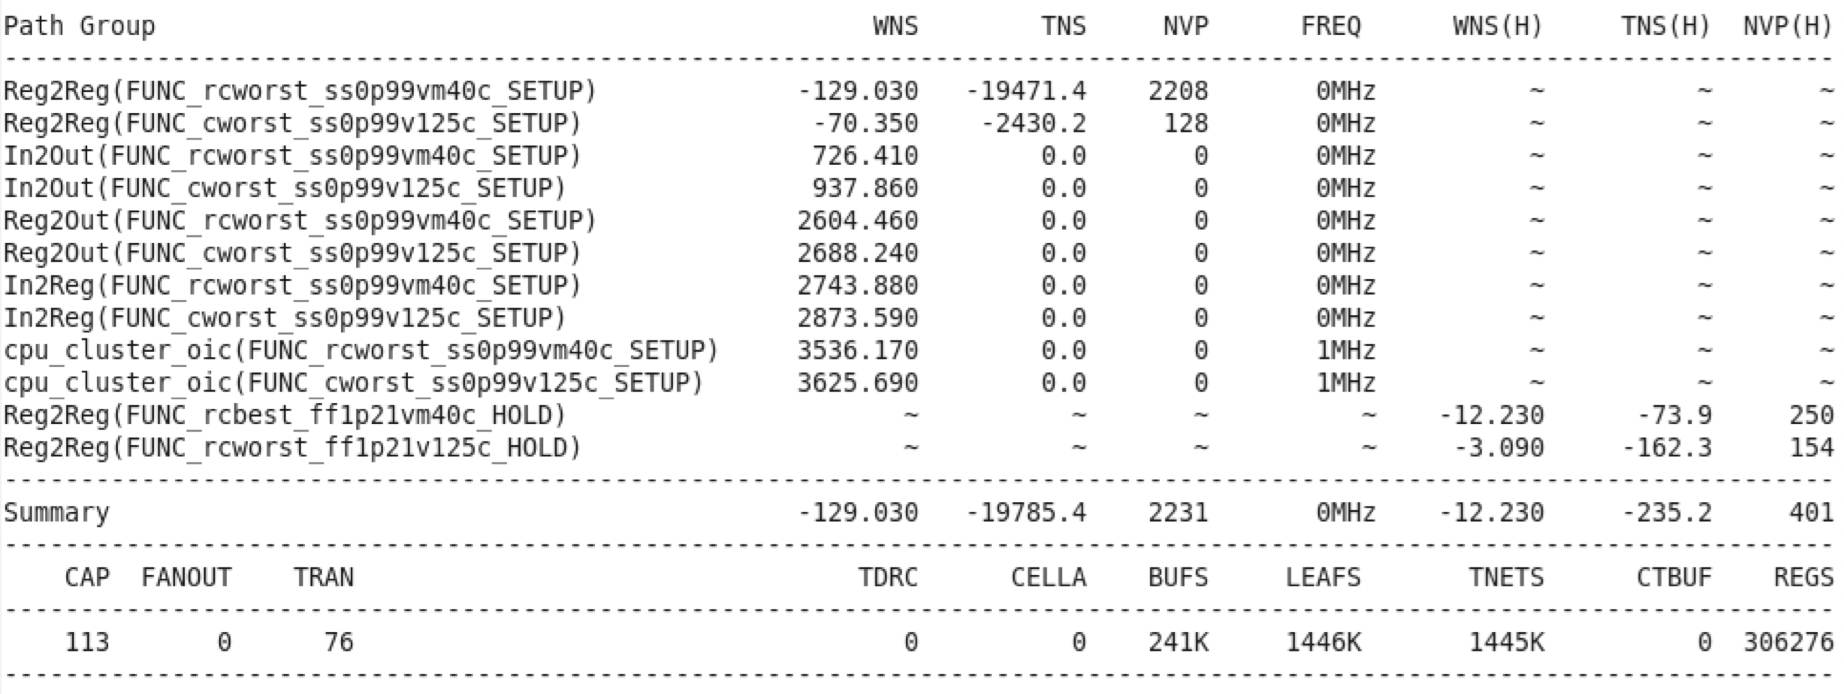 Path Group WNS TNS NVP FREQ WNS(H) TNS(H) NVP(H)
Reg2Reg(FUNC_rcworst_ss0p99vm40c_SETUP) -129.030 -19471.4 2208 0MHz ~ ~ ~
Reg2Reg(FUNC_cworst_ss0p99v125c_SETUP) -70.350 -2430.2 128 0MHz ~ ~ ~
In2Out(FUNC_rcworst_ss0p99vm40c_SETUP) 726.410 0.0 0 0MHz ~ ~ ~
In2Out(FUNC_cworst_ss0p99v125c_SETUP) 937.860 0.0 0 0MHz ~ ~ ~
Reg2Out(FUNC_rcworst_ss0p99vm40c_SETUP) 2604.460 0.0 0 0MHz ~ ~ ~
Reg2Out(FUNC_cworst_ss0p99v125c_SETUP) 2688.240 0.0 0 0MHz ~ ~ ~
In2Reg(FUNC_rcworst_ss0p99vm40c_SETUP) 2743.880 0.0 0 0MHz ~ ~ ~
In2Reg(FUNC_cworst_ss0p99v125c_SETUP) 2873.590 0.0 0 0MHz ~ ~ ~
cpu_cluster_oic(FUNC_rcworst_ss0p99vm40c_SETUP) 3536.170 0.0 0 1MHz ~ ~ ~
cpu_cluster_oic(FUNC_cworst_ss0p99v125c_SETUP) 3625.690 0.0 0 1MHz ~ ~ ~
Reg2Reg(FUNC_rcbest_ff1p21vm40c_HOLD) ~ ~ ~ ~ -12.230 -73.9 250
Reg2Reg(FUNC_rcworst_ff1p21v125c_HOLD) ~ ~ ~ ~ -3.090 -162.3 154
Summary -129.030 -19785.4 2231 0MHz -12.230 -235.2 401
CAP FANOUT TRAN TDRC CELLA BUFS LEAFS TNETS CTBUF REGS
113 0 76 0 0 241K 1446K 1445K 0 306276